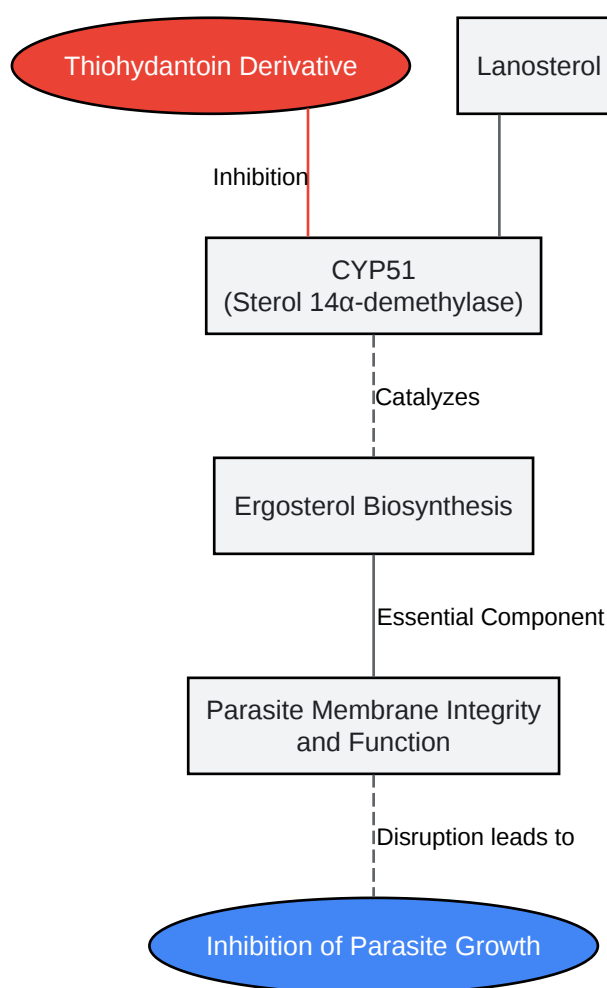 Thiohydantoin Derivative
Lanosterol
Inhibition
CYP51
(Sterol 14α-demethylase)
Catalyzes
Ergosterol Biosynthesis
Essential Component
Parasite Membrane Integrity
and Function
Disruption leads to
Inhibition of Parasite Growth